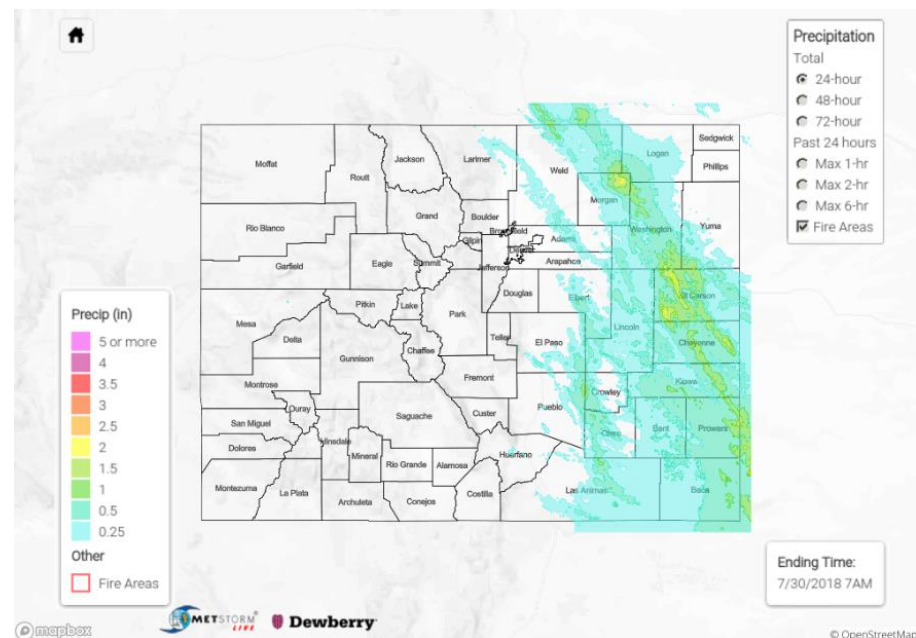 Precipitation
Total
24-hour
48-hour
72-hour
Past 24 hours
Max 1-hr
Max 2-hr
Max 6-hr
Fire Areas
Moffat
Routt
Jackson
Larimer
Weld
Logan
Sedgwick
Phillips
Morgan
Grand
Boulder
Rio Blanco
Broomfield
Gilpin
Adams
Washington
Yuma
Garfield
Eagle
Summit
Denver
Jefferson
Arapahoe
Douglas
Elbert
Kit Carson
Pitkin
Lake
Park
Lincoln
Mesa
Delta
Teller
El Paso
Cheyenne
Gunnison
Chaffee
Fremont
Montrose
Kiowa
Crowley
Ouray
Saguache
Custer
Pueblo
San Miguel
Otero
Bent
Prowers
Dolores
Hinsdale
Mineral
Rio Grande
Alamosa
Huerfano
Montezuma
La Plata
Archuleta
Conejos
Costilla
Las Animas
Baca
Precip (in)
5 or more
4
3.5
3
2.5
2
1.5
1
0.5
0.25
Other
Fire Areas
Ending Time:
7/30/2018 7AM
METSTORM
LIVE
Dewberry
mapbox
© OpenStreetMap